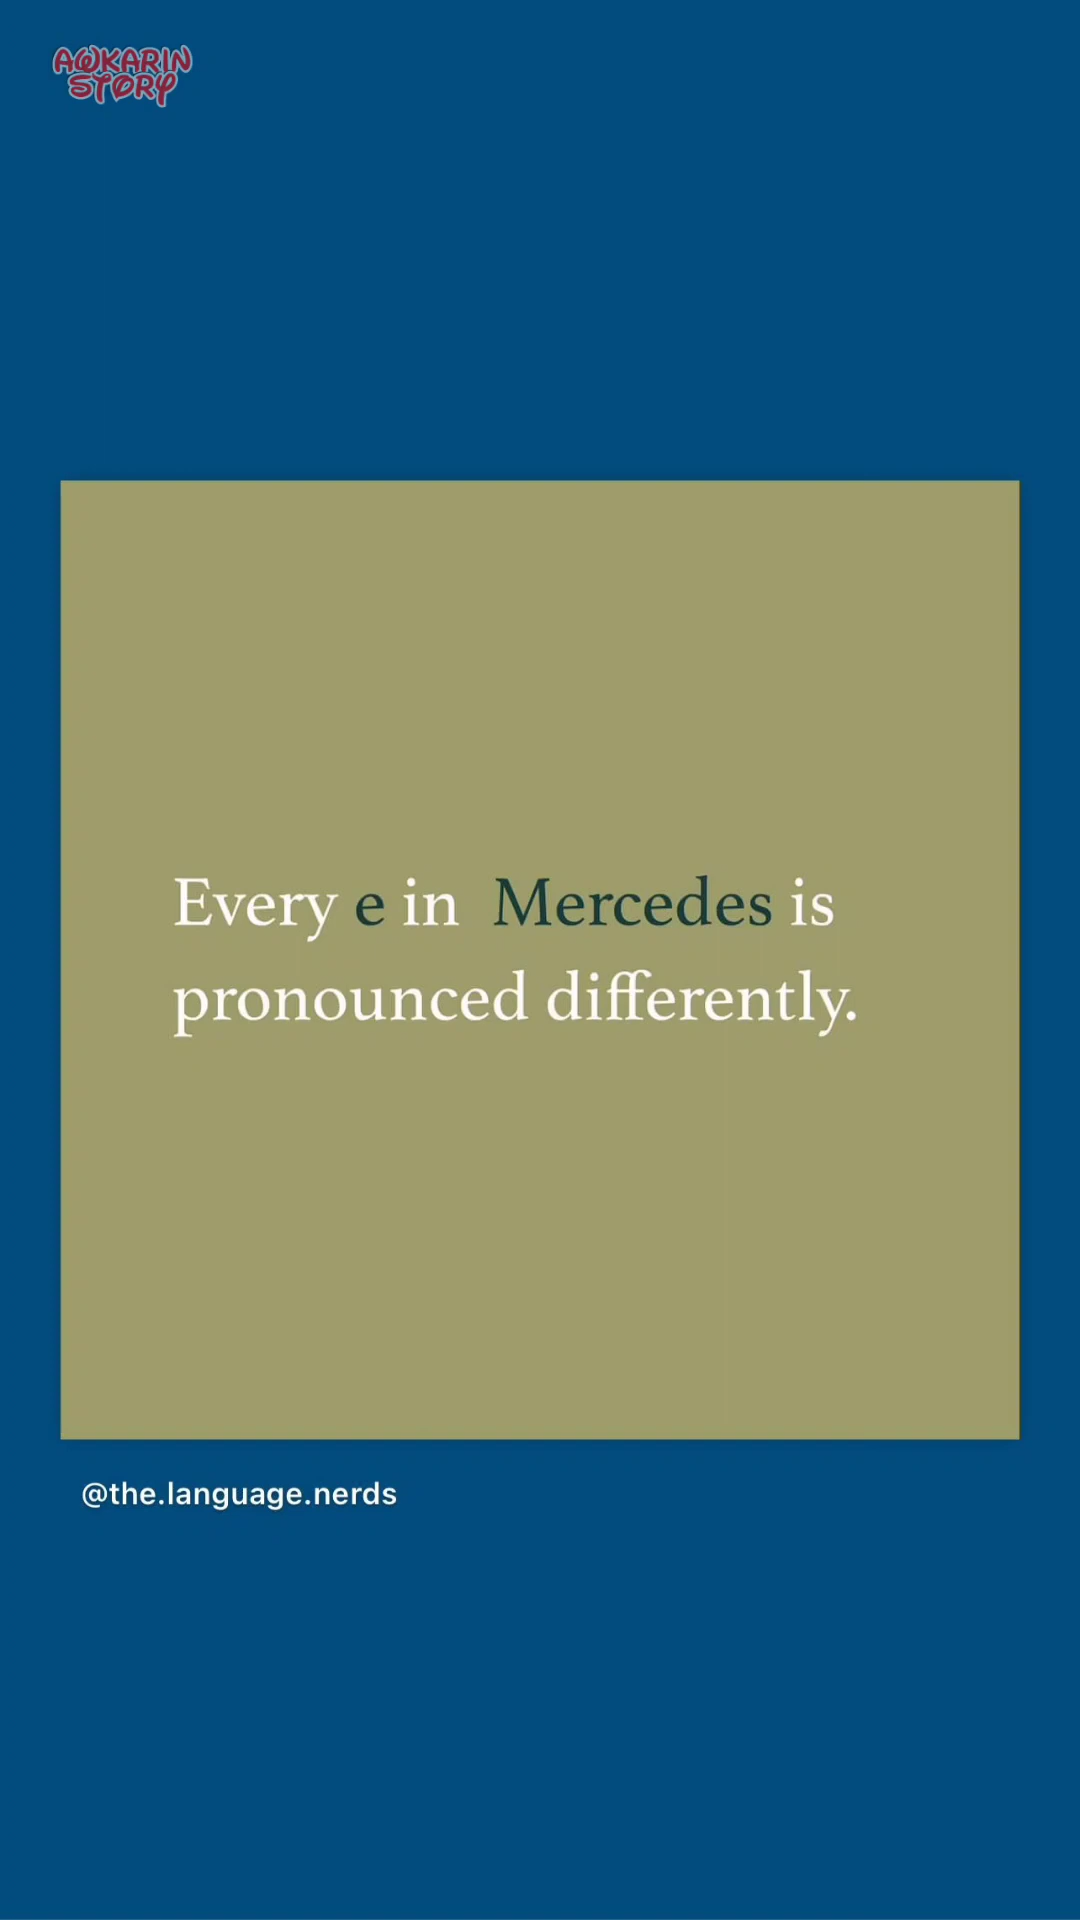 AWKARIN
STORY
Every e in Mercedes is
pronounced differently.
@the.language.nerds